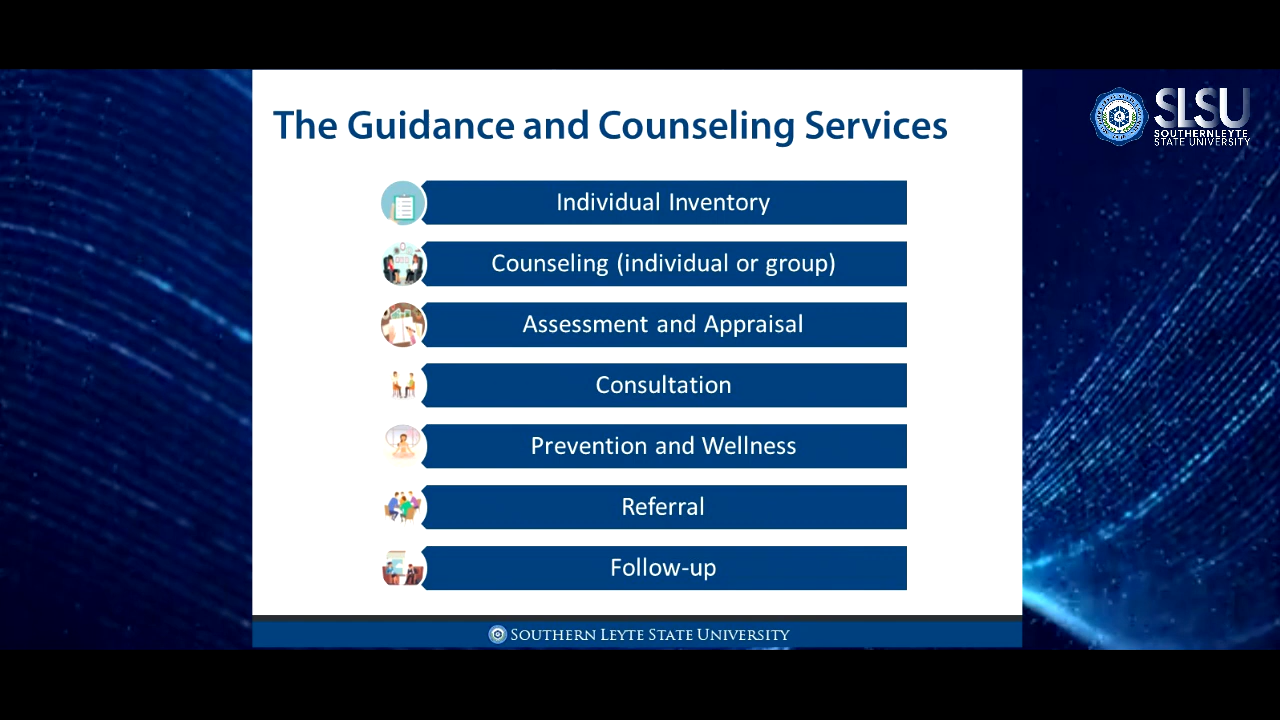 The Guidance and Counseling Services
SLSU
SOUTHERN LEYTE
STATE UNIVERSITY
Individual Inventory
Counseling (individual or group)
Assessment and Appraisal
Consultation
Prevention and Wellness
Referral
Follow-up
SOUTHERN LEYTE STATE UNIVERSITY